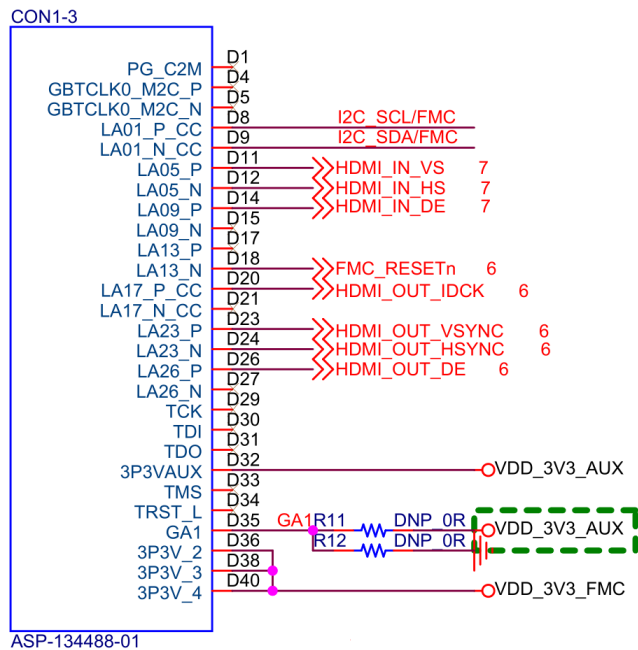 CON1-3
D1
PG_C2M
D4
GBTCLK0_M2C_P
D5
GBTCLK0_M2C_N
D8
LA01_P_CC I2C_SCL/FMC
D9
LA01_N_CC I2C_SDA/FMC
D11
LA05_P HDMI_IN_VS 7
D12
LA05_N HDMI_IN_HS 7
D14
LA09_P HDMI_IN_DE 7
D15
LA09_N
D17
LA13_P
D18
LA13_N FMC_RESETn 6
D20
LA17_P_CC HDMI_OUT_IDCK 6
D21
LA17_N_CC
D23
LA23_P HDMI_OUT_VSYNC 6
D24
LA23_N HDMI_OUT_HSYNC 6
D26
LA26_P HDMI_OUT_DE 6
D27
LA26_N
D29
TCK
D30
TDI
D31
TDO
D32
3P3VAUX VDD_3V3_AUX
D33
TMS
D34
TRST_L
D35 GA1 R11 DNP_0R VDD_3V3_AUX
GA1
D36 R12 DNP_0R
3P3V_2
D38
3P3V_3
D40
3P3V_4 VDD_3V3_FMC
ASP-134488-01